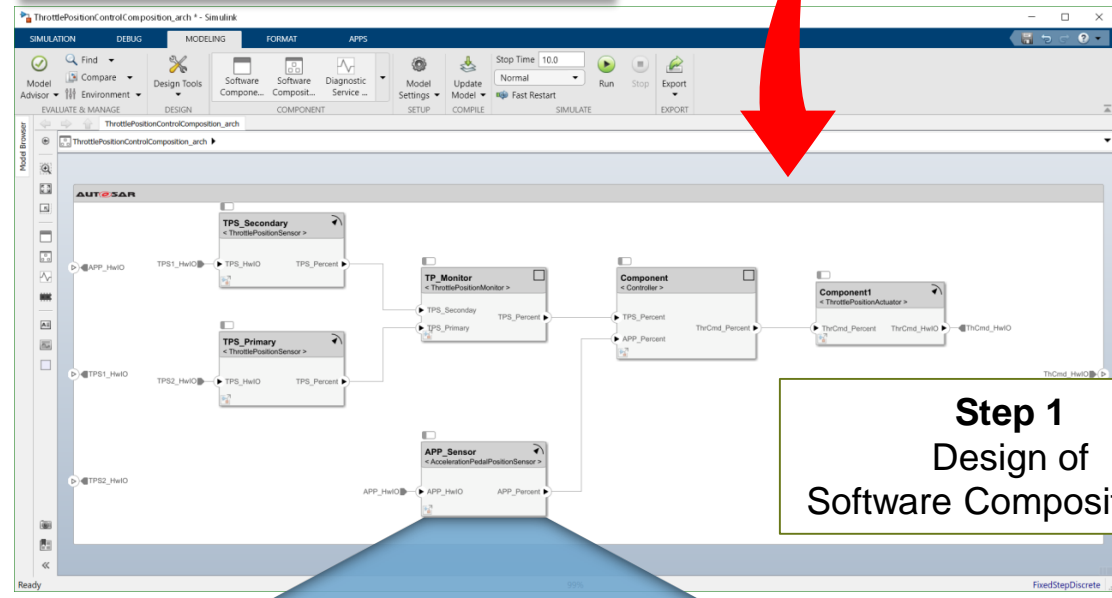 ThrottlePositionControlComposition_arch * - Simulink
SIMULATION DEBUG MODELING FORMAT APPS
Model Advisor
Find
Compare
Environment
EVALUATE & MANAGE
Design Tools
DESIGN
Software Compone...
Software Composit...
Diagnostic Service ...
COMPONENT
Model Settings
SETUP
Update Model
COMPILE
Stop Time 10.0
Normal
Fast Restart
Run
Stop
SIMULATE
Export
EXPORT
ThrottlePositionControlComposition_arch
ThrottlePositionControlComposition_arch
Model Browser
AUTOSAR
TPS_Secondary
< ThrottlePositionSensor >
APP_HwIO
TPS1_HwIO
TPS_HwIO
TPS_Percent
TP_Monitor
< ThrottlePositionMonitor >
TPS_Seconday
TPS_Primary
TPS_Percent
Component
< Controller >
TPS_Percent
APP_Percent
ThrCmd_Percent
Component1
< ThrottlePositionActuator >
ThrCmd_Percent
ThrCmd_HwIO
ThCmd_HwIO
TPS_Primary
< ThrottlePositionSensor >
TPS1_HwIO
TPS2_HwIO
TPS_HwIO
TPS_Percent
ThCmd_HwIO
APP_Sensor
< AccelerationPedalPositionSensor >
TPS2_HwIO
APP_HwIO
APP_HwIO
APP_Percent
Step 1
Design of
Software Composit
Ready
89%
FixedStepDiscrete